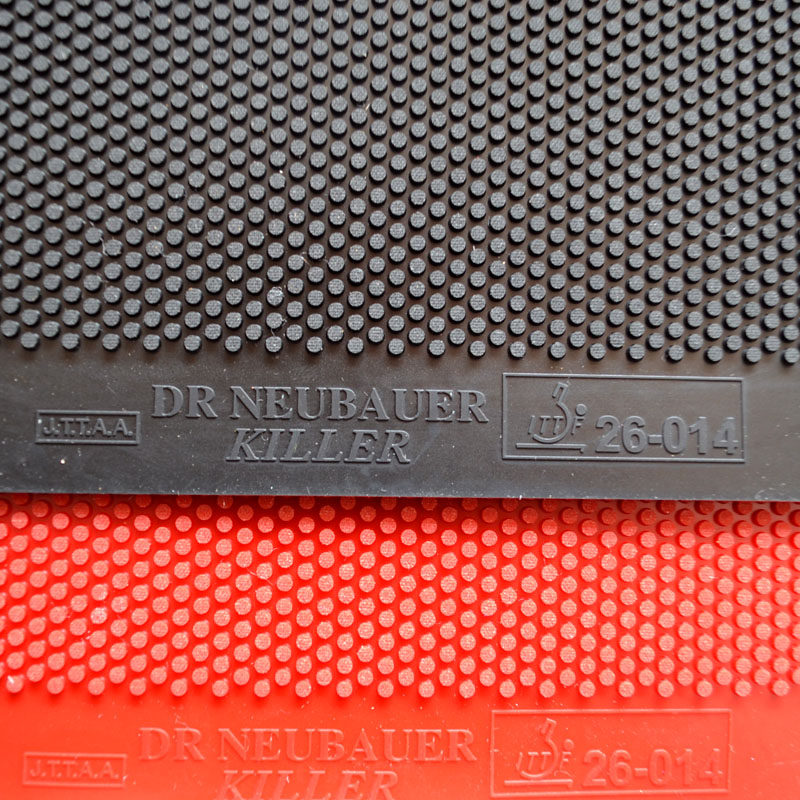 J.T.T.A.A.
DR NEUBAUER
KILLER
ITTF 26-014
J.T.T.A.A.
DR NEUBAUER
KILLER
ITTF 26-014